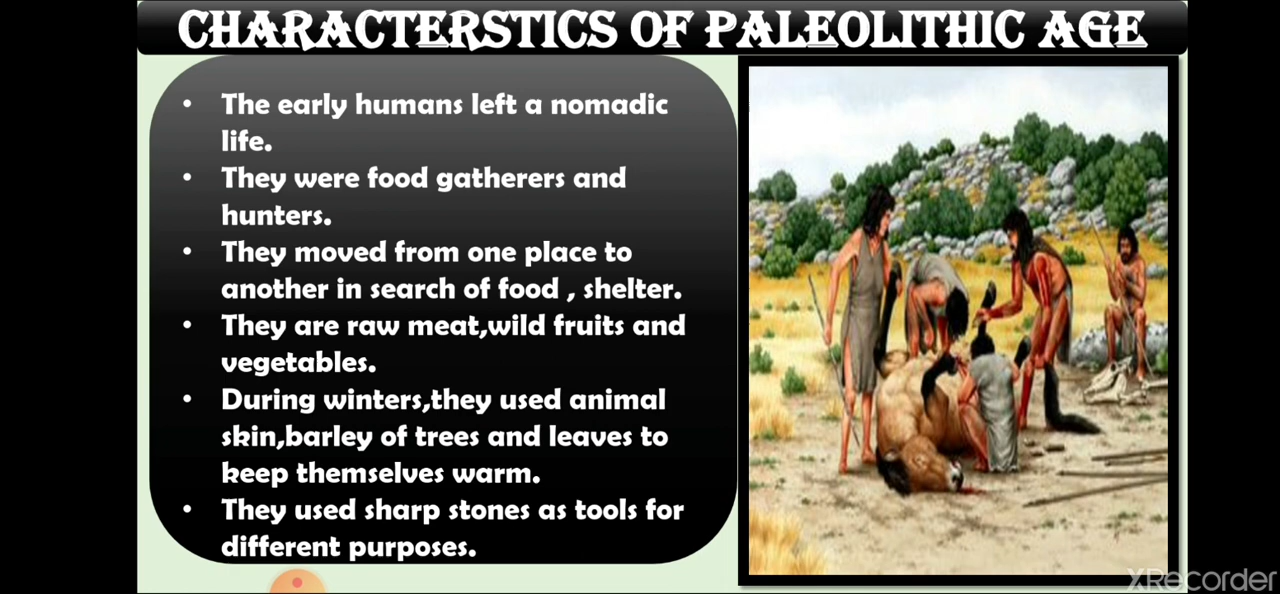 CHARACTERSTICS OF PALEOLITHIC AGE
• The early humans left a nomadic
life.
• They were food gatherers and
hunters.
• They moved from one place to
another in search of food , shelter.
• They are raw meat,wild fruits and
vegetables.
• During winters,they used animal
skin,barley of trees and leaves to
keep themselves warm.
• They used sharp stones as tools for
different purposes.
XRecorder